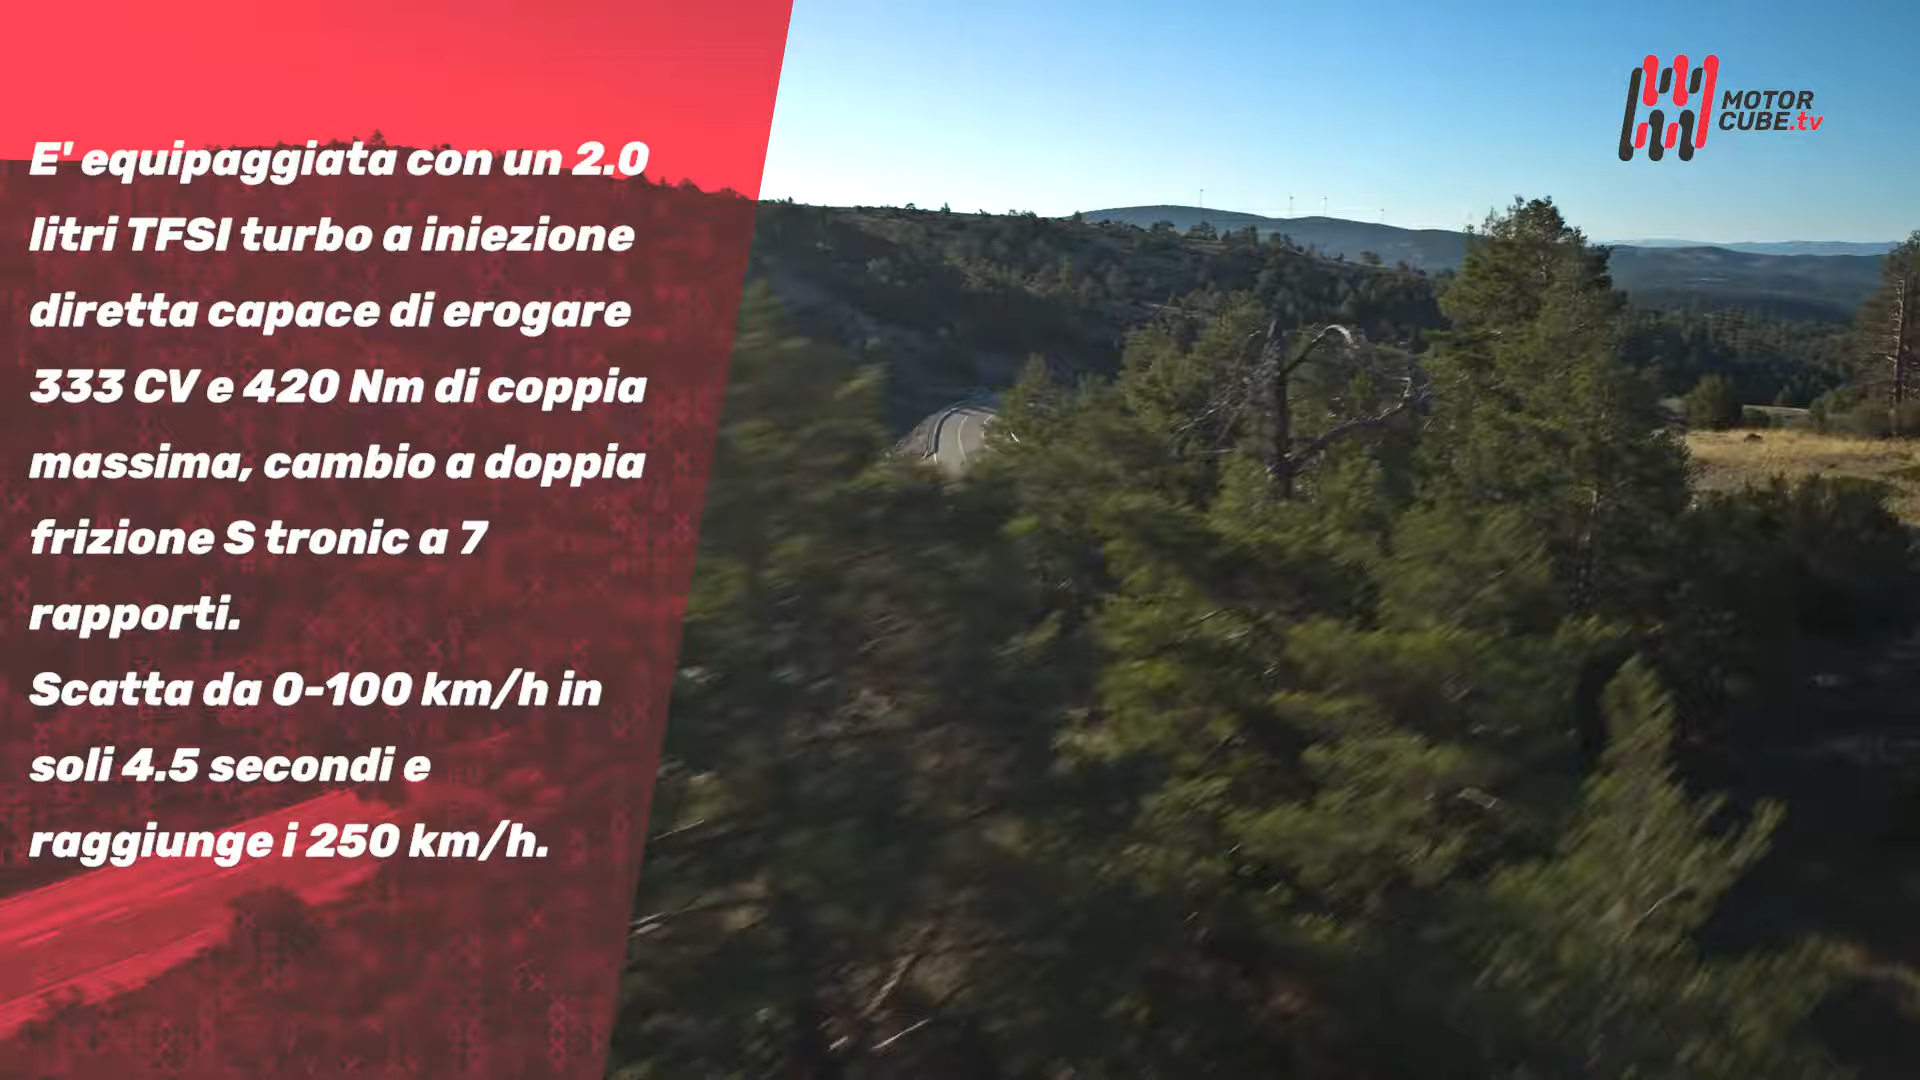 E' equipaggiata con un 2.0
litri TFSI turbo a iniezione
diretta capace di erogare
333 CV e 420 Nm di coppia
massima, cambio a doppia
frizione S tronic a 7
rapporti.
Scatta da 0-100 km/h in
soli 4.5 secondi e
raggiunge i 250 km/h.
MOTOR
CUBE.tv